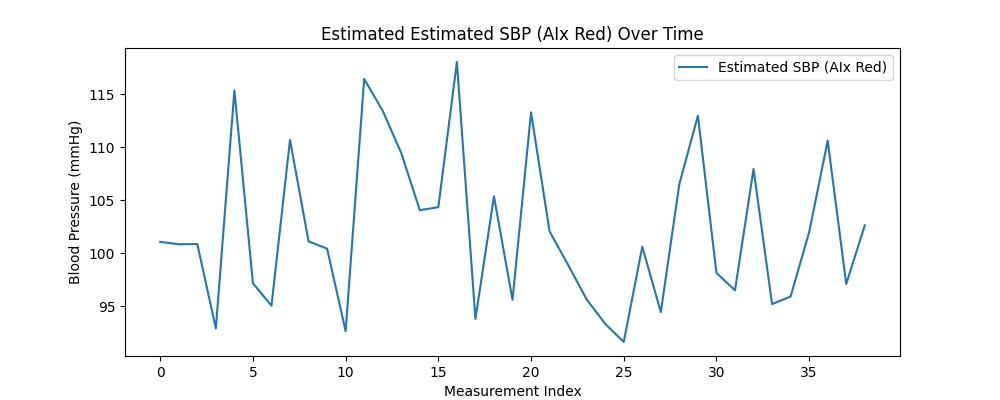 Estimated Estimated SBP (AIx Red) Over Time
Estimated SBP (AIx Red)
Blood Pressure (mmHg)
115
110
105
100
95
0 5 10 15 20 25 30 35
Measurement Index